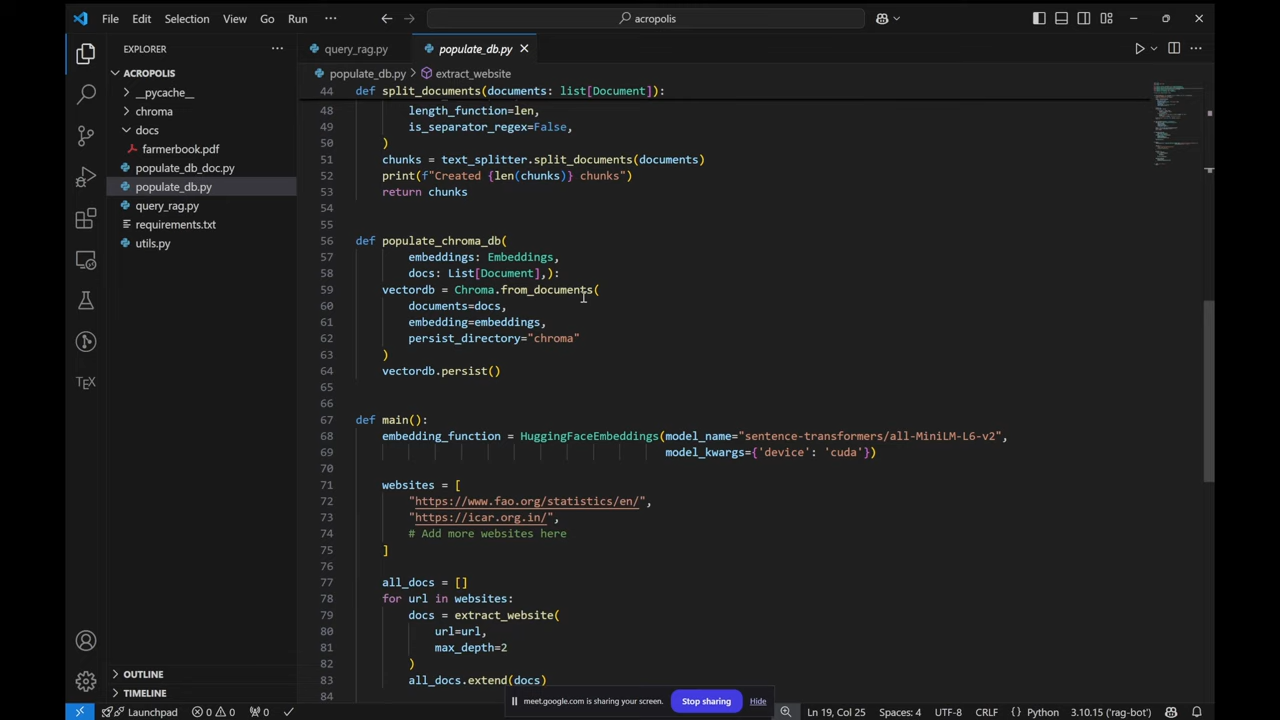 File Edit Selection View Go Run ··· acropolis
EXPLORER ···
ACROPOLIS
__pycache__
chroma
docs
farmerbook.pdf
populate_db_doc.py
populate_db.py
query_rag.py
requirements.txt
utils.py
OUTLINE
TIMELINE
TEX
query_rag.py populate_db.py
populate_db.py > extract_website
44 def split_documents(documents: list[Document]):
48 length_function=len,
49 is_separator_regex=False,
50 )
51 chunks = text_splitter.split_documents(documents)
52 print(f"Created {len(chunks)} chunks")
53 return chunks
54
55
56 def populate_chroma_db(
57 embeddings: Embeddings,
58 docs: List[Document],):
59 vectordb = Chroma.from_documents(
60 documents=docs,
61 embedding=embeddings,
62 persist_directory="chroma"
63 )
64 vectordb.persist()
65
66
67 def main():
68 embedding_function = HuggingFaceEmbeddings(model_name="sentence-transformers/all-MiniLM-L6-v2",
69 model_kwargs={'device': 'cuda'})
70
71 websites = [
72 "https://www.fao.org/statistics/en/",
73 "https://icar.org.in/",
74 # Add more websites here
75 ]
76
77 all_docs = []
78 for url in websites:
79 docs = extract_website(
80 url=url,
81 max_depth=2
82 )
83 all_docs.extend(docs)
84
meet.google.com is sharing your screen. Stop sharing Hide
Launchpad 0 0 0 Ln 19, Col 25 Spaces: 4 UTF-8 CRLF {} Python 3.10.15 ('rag-bot')